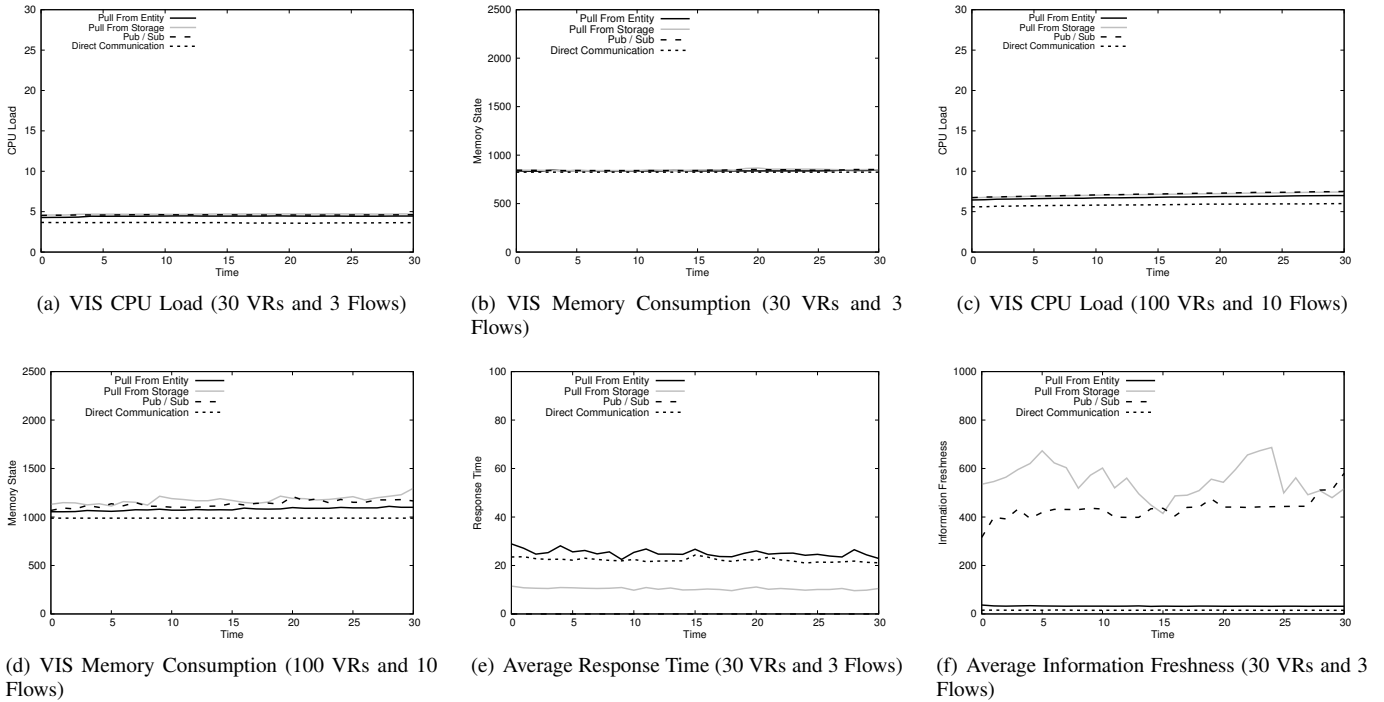 30
25
20
15
10
5
0
CPU Load
Pull From Entity
Pull From Storage
Pub / Sub
Direct Communication
0 5 10 15 20 25 30
Time
(a) VIS CPU Load (30 VRs and 3 Flows)
2500
2000
1500
1000
500
0
Memory State
Pull From Entity
Pull From Storage
Pub / Sub
Direct Communication
0 5 10 15 20 25 30
Time
(b) VIS Memory Consumption (30 VRs and 3
Flows)
30
25
20
15
10
5
0
CPU Load
Pull From Entity
Pull From Storage
Pub / Sub
Direct Communication
0 5 10 15 20 25 30
Time
(c) VIS CPU Load (100 VRs and 10 Flows)
2500
2000
1500
1000
500
0
Memory State
Pull From Entity
Pull From Storage
Pub / Sub
Direct Communication
0 5 10 15 20 25 30
Time
(d) VIS Memory Consumption (100 VRs and 10
Flows)
100
80
60
40
20
0
Response Time
Pull From Entity
Pull From Storage
Pub / Sub
Direct Communication
0 5 10 15 20 25 30
Time
(e) Average Response Time (30 VRs and 3 Flows)
1000
800
600
400
200
0
Information Freshness
Pull From Entity
Pull From Storage
Pub / Sub
Direct Communication
0 5 10 15 20 25 30
Time
(f) Average Information Freshness (30 VRs and 3
Flows)